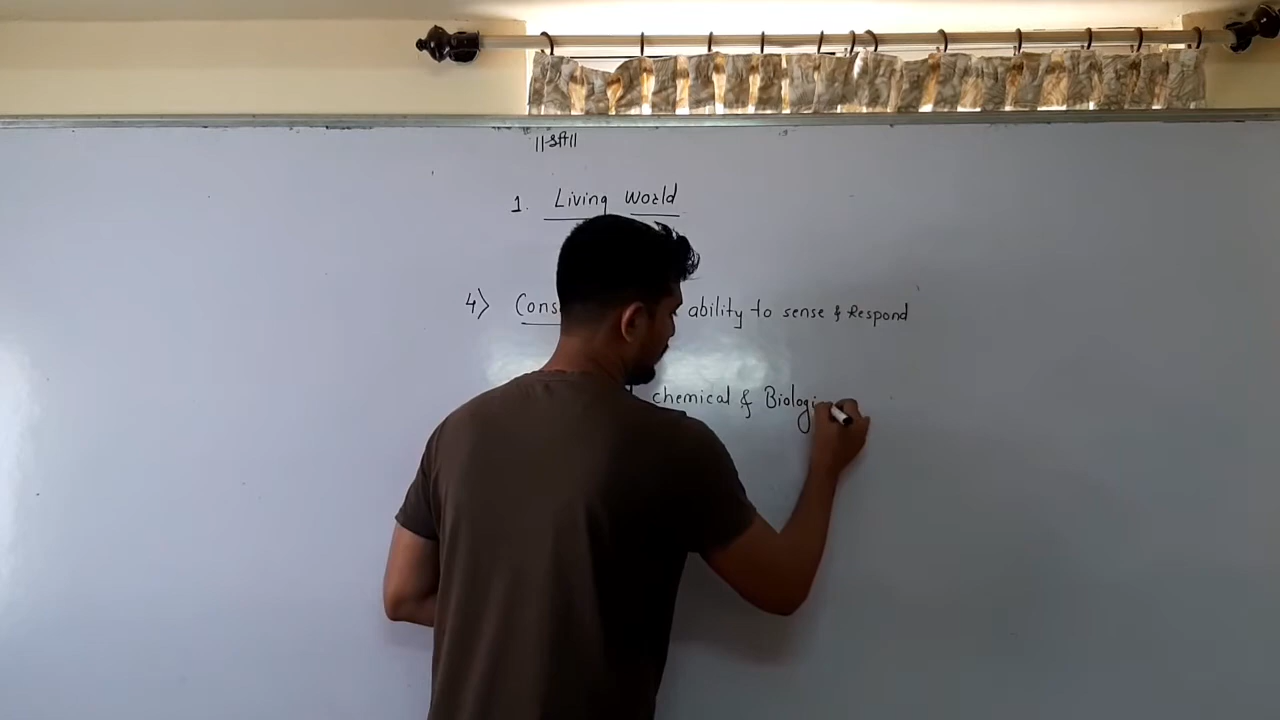 ||श्री||
1. Living World
4) Cons ability to sense & Respond
chemical & Biologi